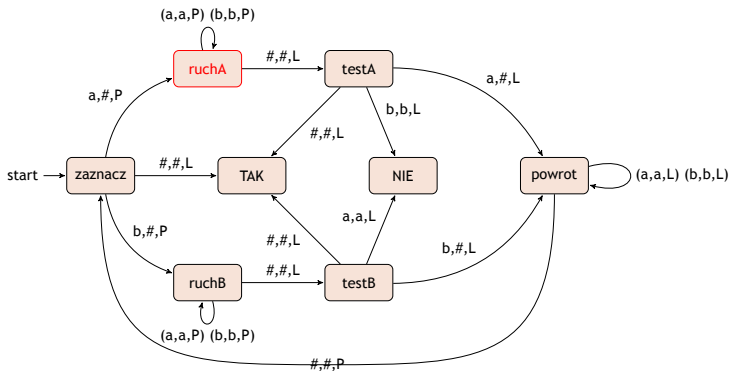 (a,a,P) (b,b,P)
ruchA
#,#,L
testA
a,#,L
a,#,P
b,b,L
#,#,L
start
zaznacz
#,#,L
TAK
NIE
powrot
(a,a,L) (b,b,L)
a,a,L
b,#,P
#,#,L
b,#,L
ruchB
#,#,L
testB
(a,a,P) (b,b,P)
#,#,P